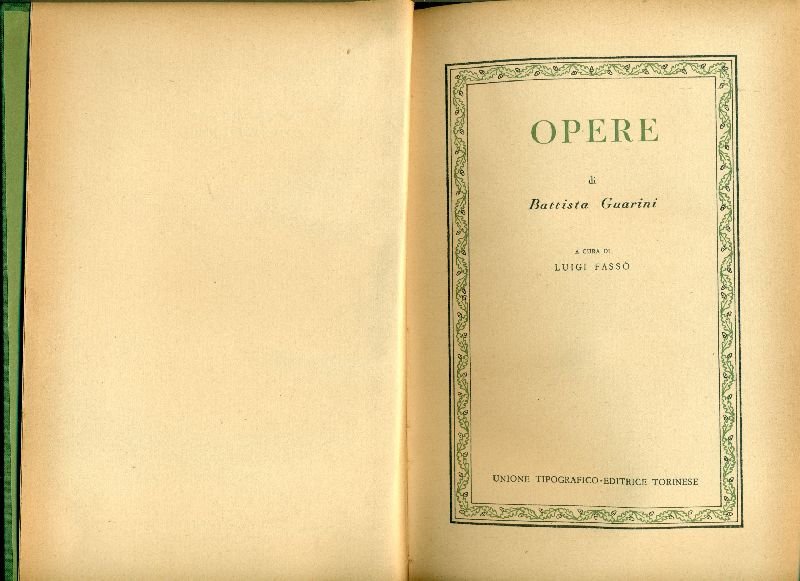 OPERE
di
Battista Guarini
A CURA DI
LUIGI FASSÒ
UNIONE TIPOGRAFICO-EDITRICE TORINESE